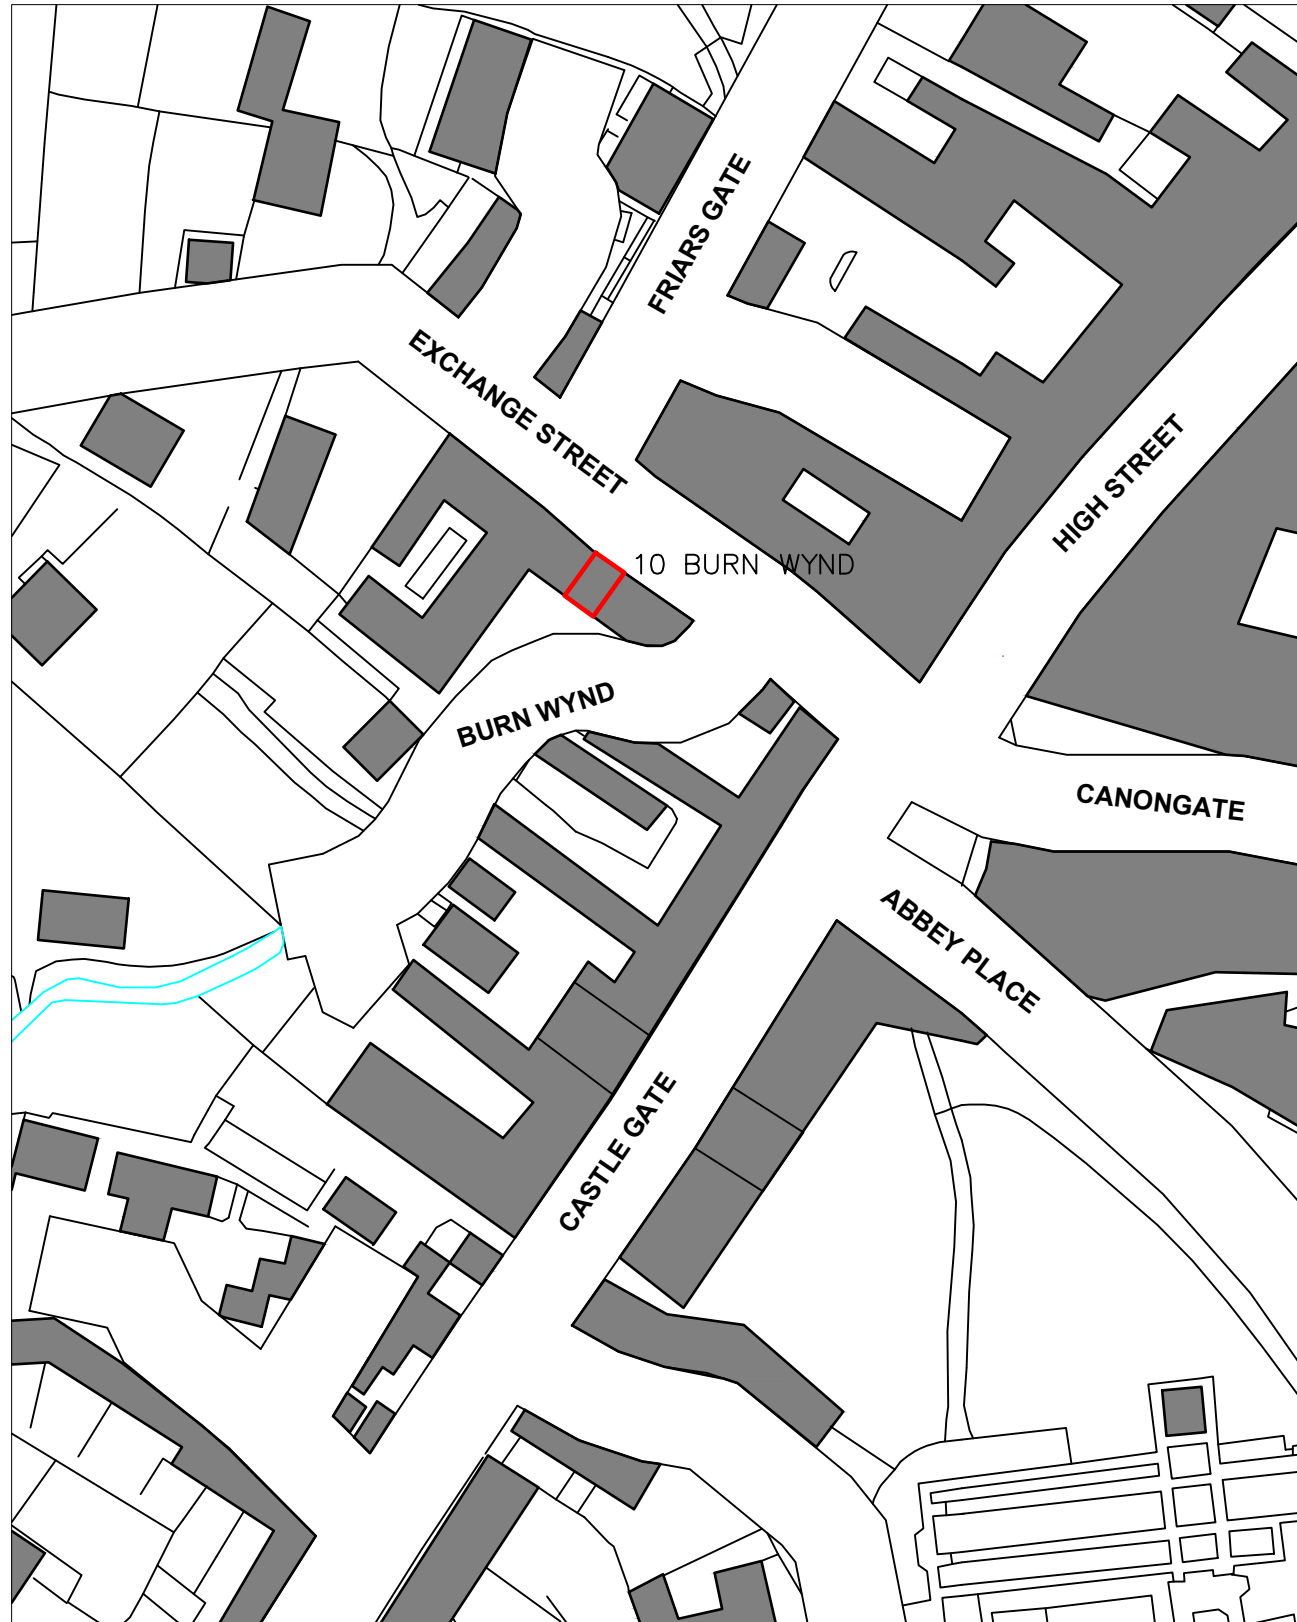 FRIARS GATE
EXCHANGE STREET
HIGH STREET
10 BURN WYND
BURN WYND
CANONGATE
ABBEY PLACE
CASTLE GATE